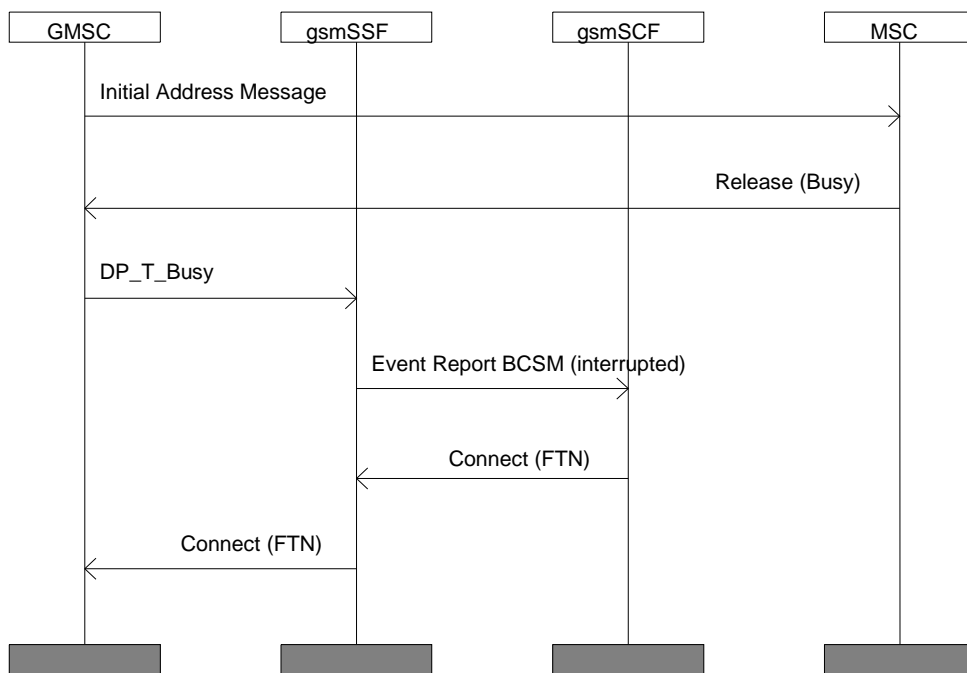 GMSC
gsmSSF
gsmSCF
MSC
Initial Address Message
Release (Busy)
DP_T_Busy
Event Report BCSM (interrupted)
Connect (FTN)
Connect (FTN)